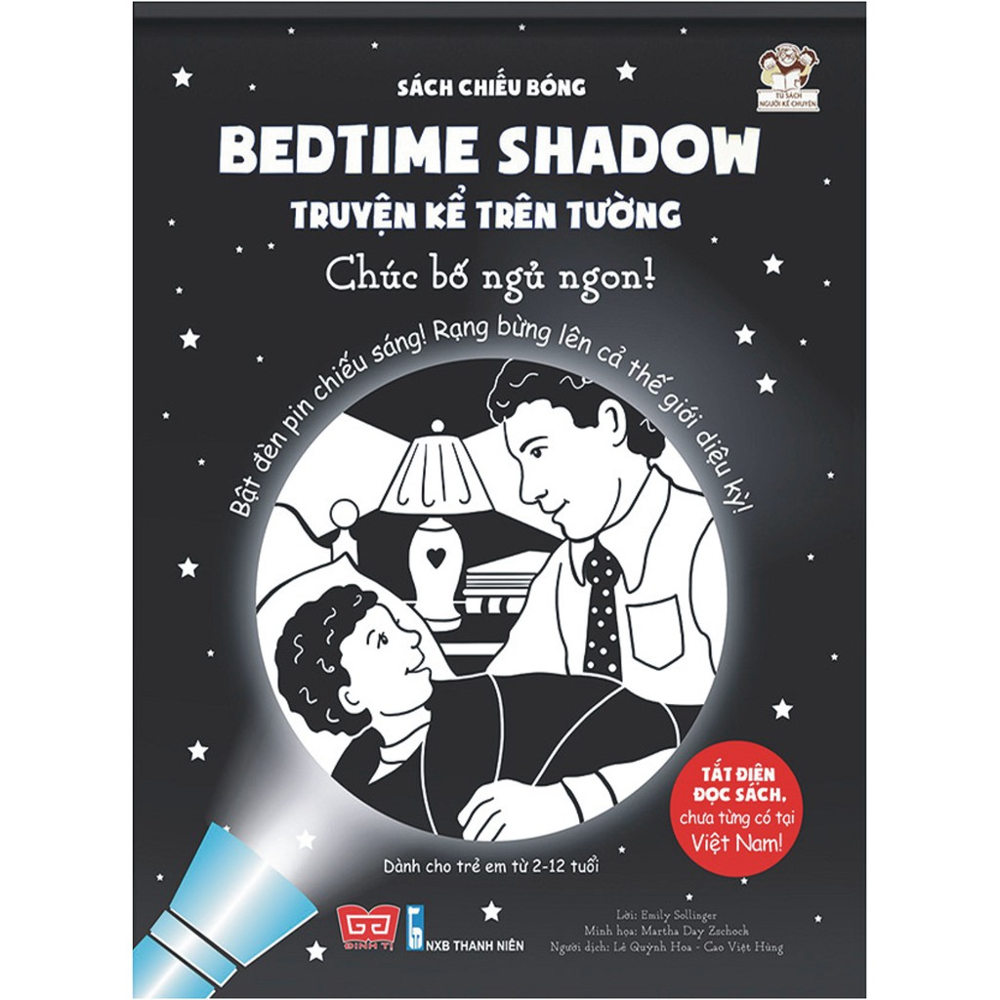 SÁCH CHIẾU BÓNG
TỦ SÁCH
NGƯỜI KỂ CHUYỆN
BEDTIME SHADOW
TRUYỆN KỂ TRÊN TƯỜNG
Chúc bố ngủ ngon!
Bật đèn pin chiếu sáng! Rạng bừng lên cả thế giới diệu kỳ!
TẮT ĐIỆN
ĐỌC SÁCH,
chưa từng có tại
Việt Nam!
Dành cho trẻ em từ 2-12 tuổi
ĐINH TỊ
NXB THANH NIÊN
Lời: Emily Sollinger
Minh họa: Martha Day Zschock
Người dịch: Lê Quỳnh Hoa - Cao Việt Hùng